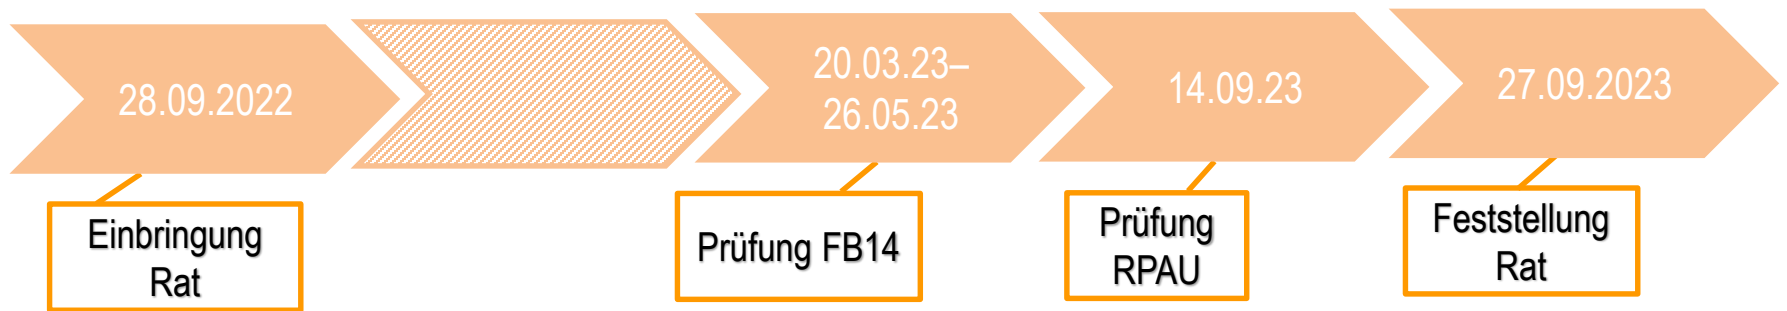 28.09.2022
20.03.23–
26.05.23
14.09.23
27.09.2023
Einbringung
Rat
Prüfung FB14
Prüfung
RPAU
Feststellung
Rat